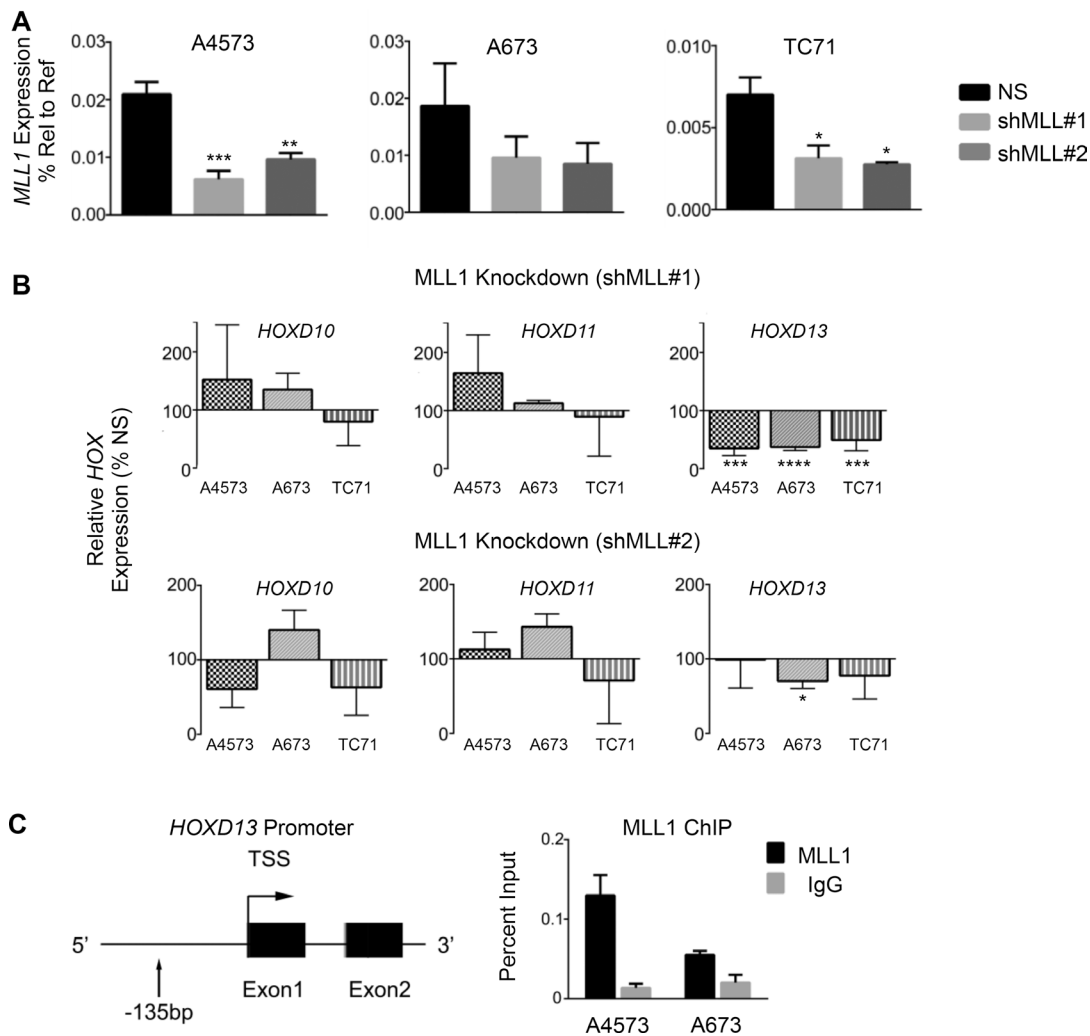 A
A4573
A673
TC71
MLL1 Expression
% Rel to Ref
0.03
0.02
0.01
0.00
***
**
0.03
0.02
0.01
0.00
0.010
0.005
0.000
*
*
NS
shMLL#1
shMLL#2
B
MLL1 Knockdown (shMLL#1)
Relative HOX
Expression (% NS)
HOXD10
200
100
0
A4573 A673 TC71
HOXD11
200
100
0
A4573 A673 TC71
HOXD13
200
100
0
*** **** ***
A4573 A673 TC71
MLL1 Knockdown (shMLL#2)
HOXD10
200
100
0
A4573 A673 TC71
HOXD11
200
100
0
A4573 A673 TC71
HOXD13
200
100
0
*
A4573 A673 TC71
C
HOXD13 Promoter
TSS
5’
3’
Exon1
Exon2
-135bp
MLL1 ChIP
Percent Input
0.2
0.1
0
A4573
A673
MLL1
IgG